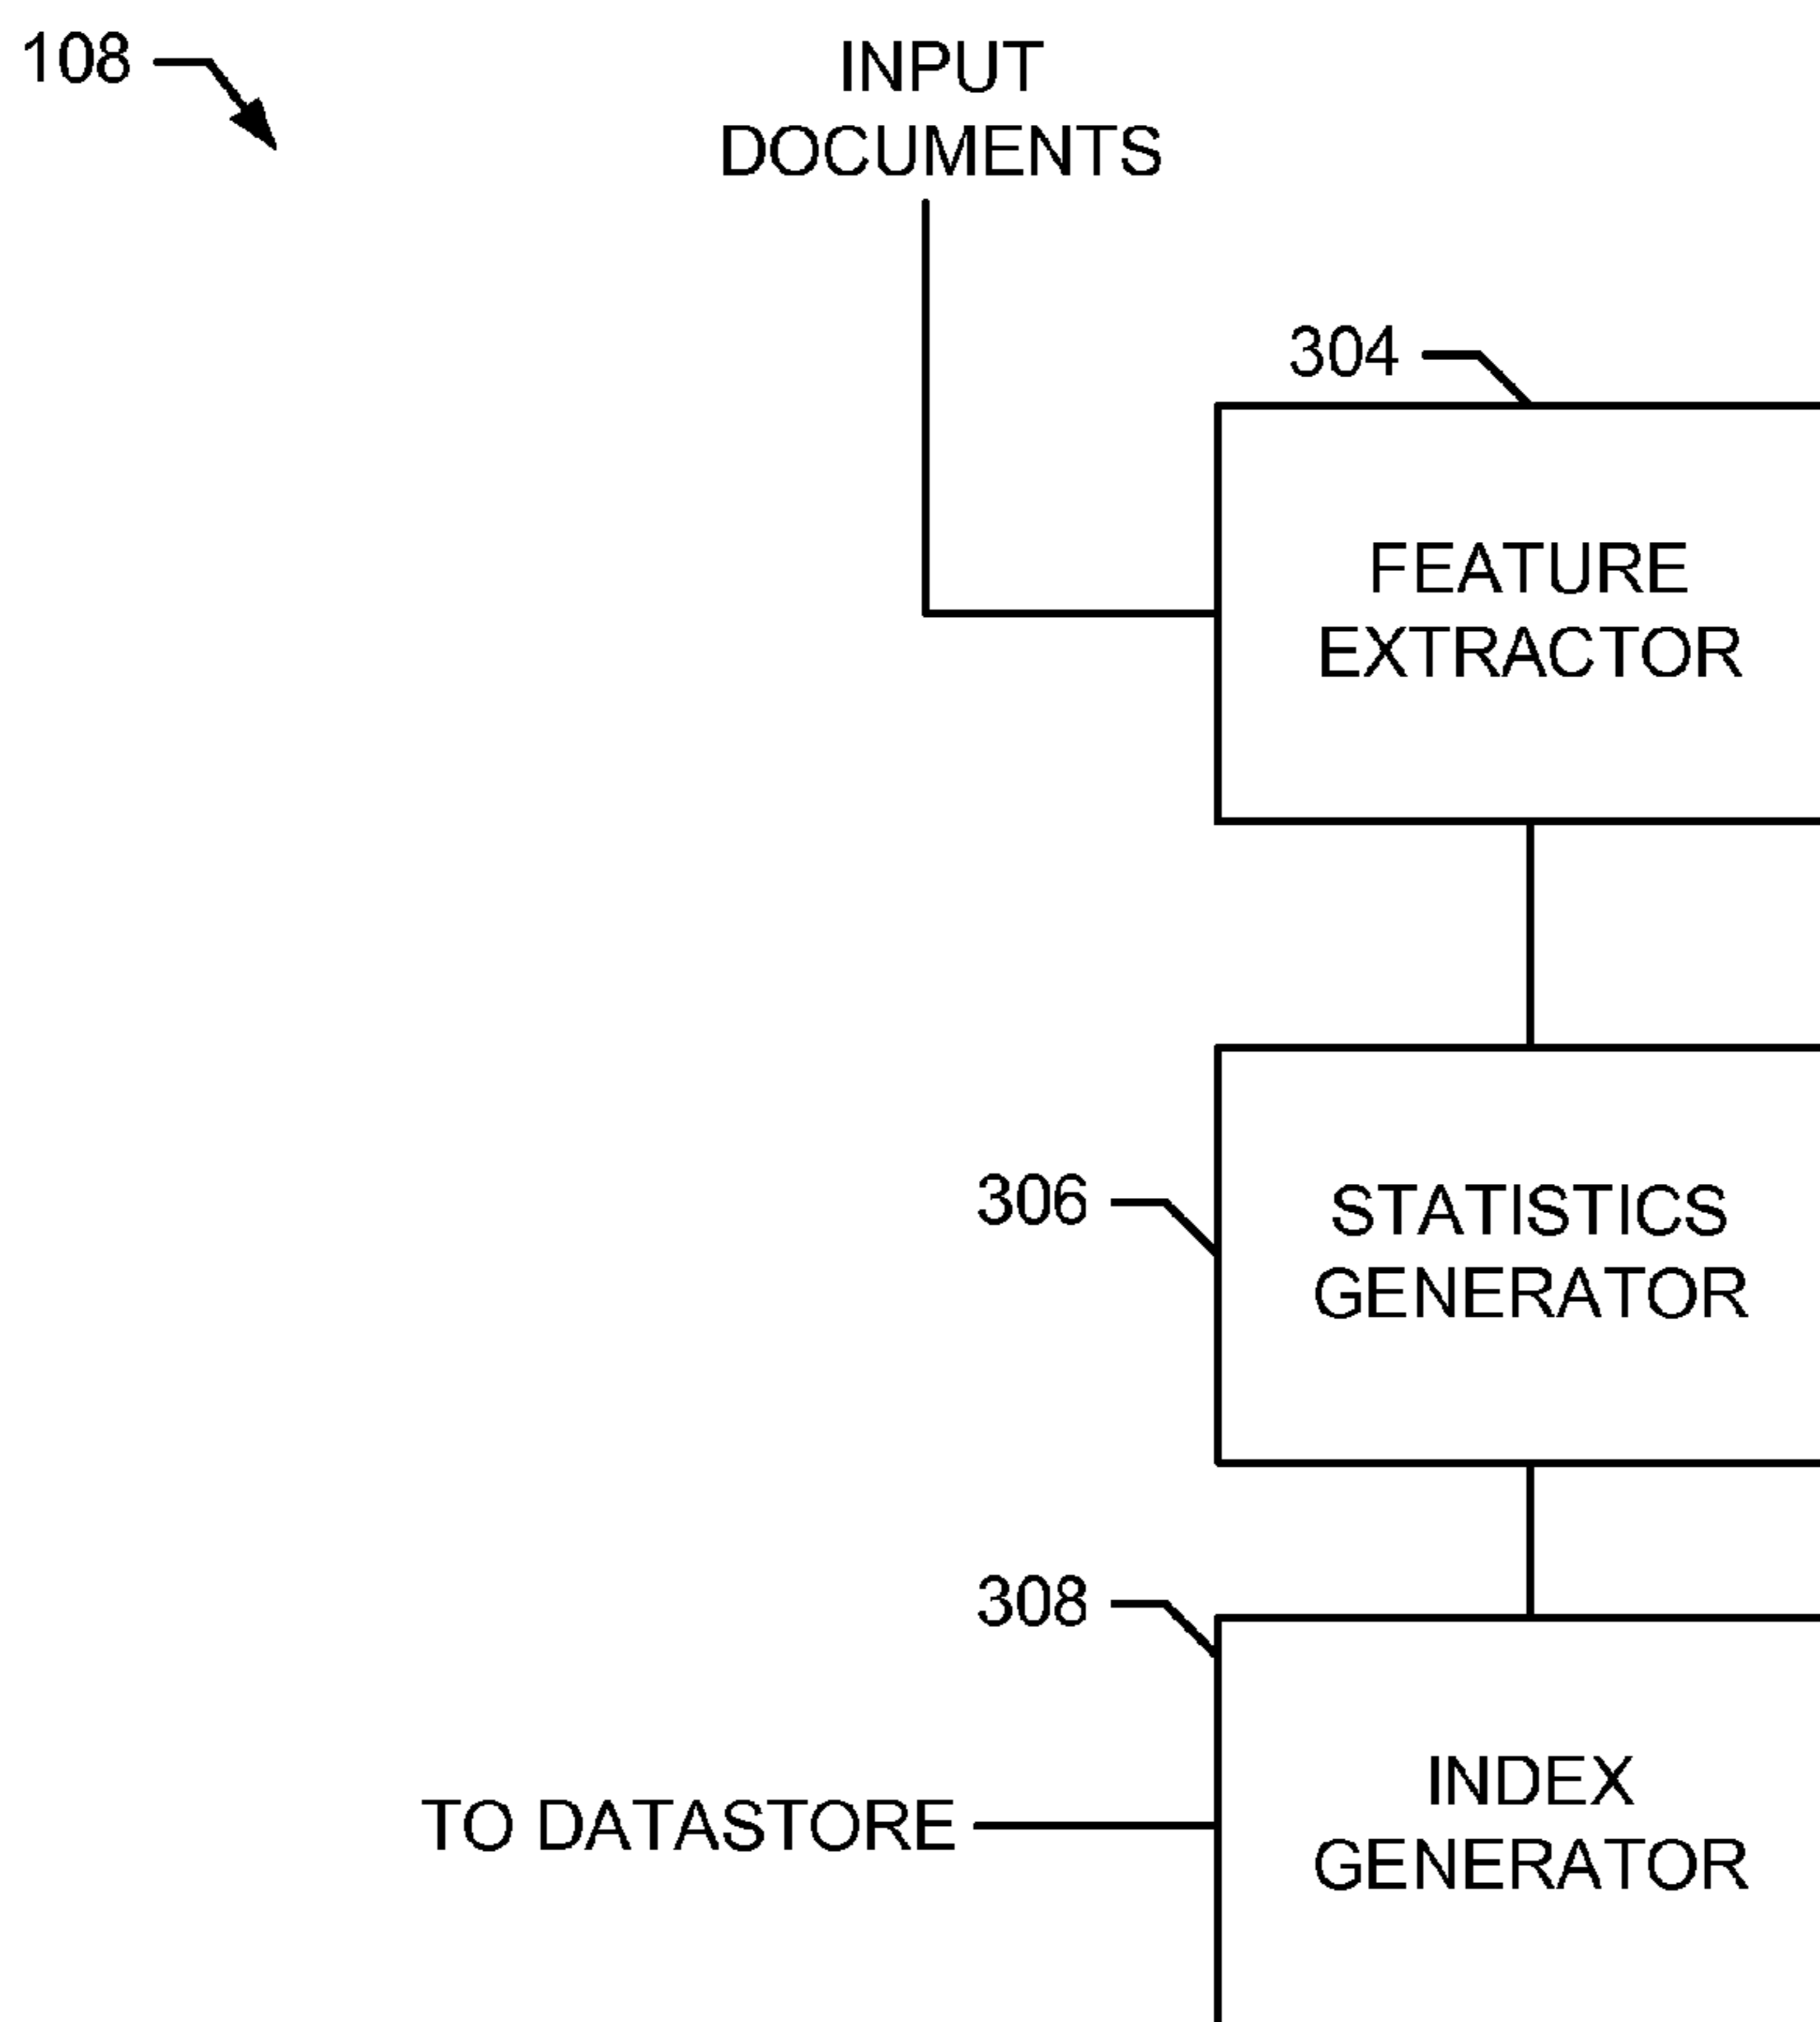 108
INPUT
DOCUMENTS
304
FEATURE
EXTRACTOR
306
STATISTICS
GENERATOR
308
INDEX
GENERATOR
TO DATASTORE